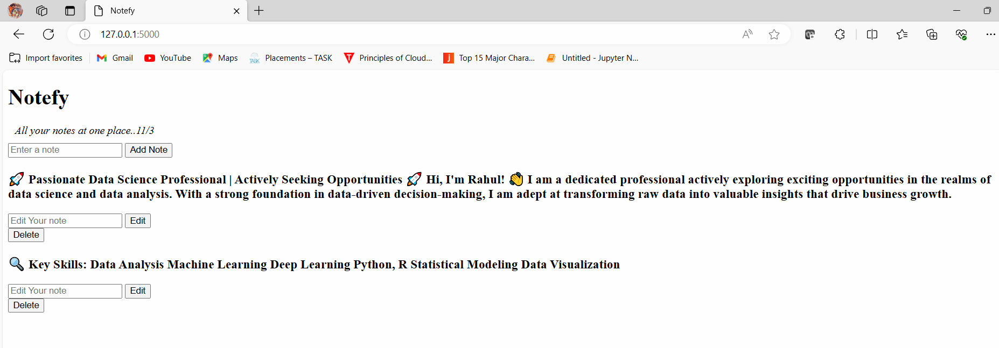 Notefy
127.0.0.1:5000
Import favorites Gmail YouTube Maps Placements – TASK Principles of Cloud... Top 15 Major Chara... Untitled - Jupyter N...
Notefy
All your notes at one place..11/3
Enter a note Add Note
🚀 Passionate Data Science Professional | Actively Seeking Opportunities 🚀 Hi, I'm Rahul! 👋 I am a dedicated professional actively exploring exciting opportunities in the realms of
data science and data analysis. With a strong foundation in data-driven decision-making, I am adept at transforming raw data into valuable insights that drive business growth.
Edit Your note Edit
Delete
🔍 Key Skills: Data Analysis Machine Learning Deep Learning Python, R Statistical Modeling Data Visualization
Edit Your note Edit
Delete